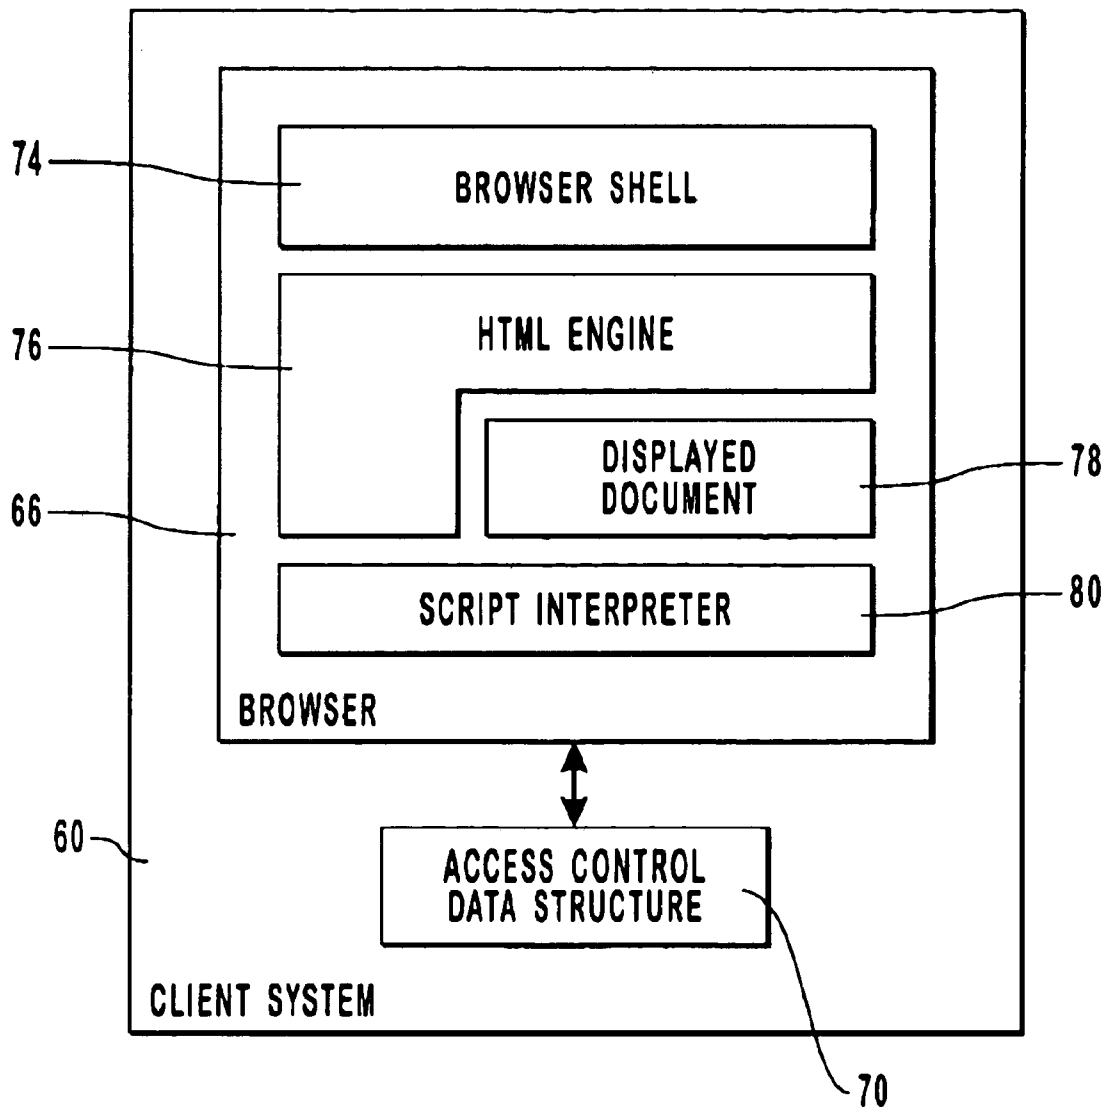 74
BROWSER SHELL
76
HTML ENGINE
DISPLAYED
DOCUMENT
78
66
SCRIPT INTERPRETER
80
BROWSER
60
ACCESS CONTROL
DATA STRUCTURE
CLIENT SYSTEM
70